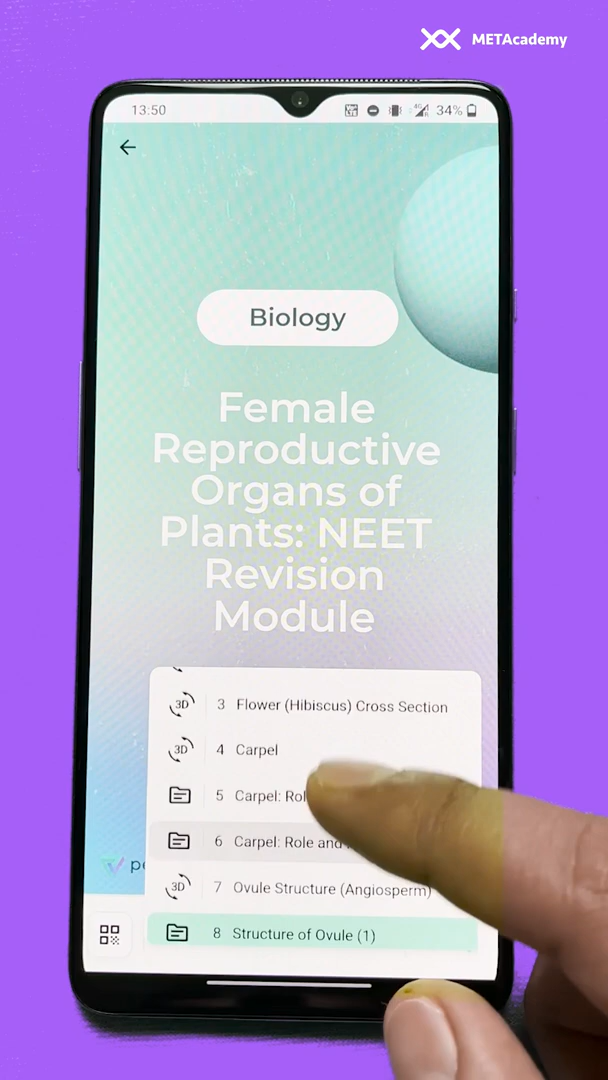 METAcademy
13:50
4G
R
34%
Biology
Female
Reproductive
Organs of
Plants: NEET
Revision
Module
3D 3 Flower (Hibiscus) Cross Section
3D 4 Carpel
5 Carpel:
6 Carpel: Role and
3D 7 Ovule Structure (Angiosperm)
8 Structure of Ovule (1)